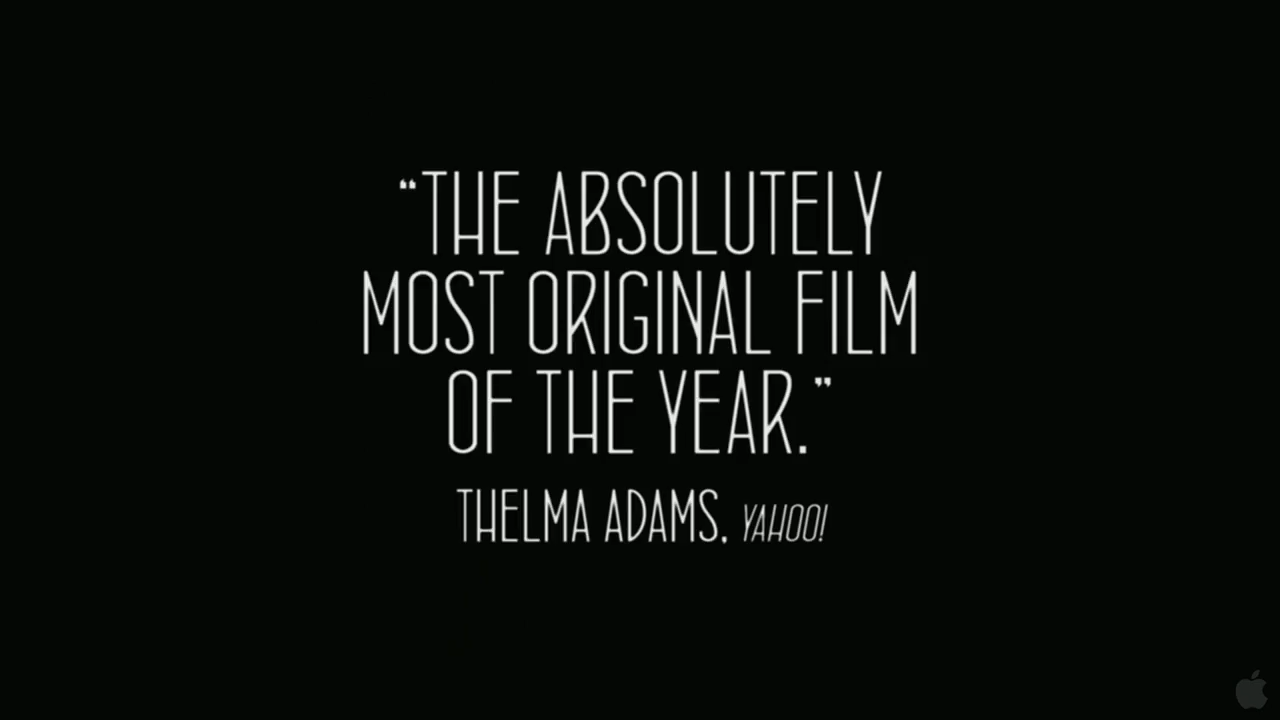 “THE ABSOLUTELY
MOST ORIGINAL FILM
OF THE YEAR.”
THELMA ADAMS, YAHOO!